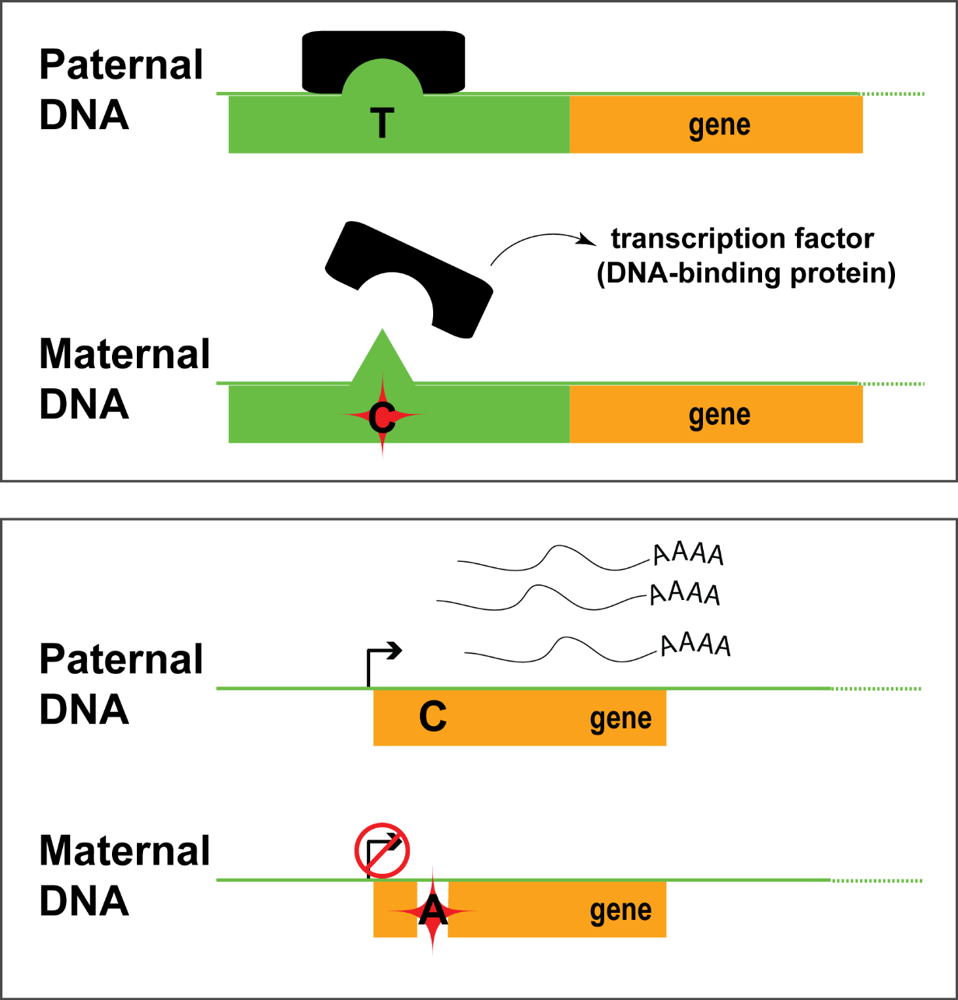 Paternal
DNA
T
gene
transcription factor
(DNA-binding protein)
Maternal
DNA
C
gene
AAAA
AAAA
AAAA
Paternal
DNA
C
gene
Maternal
DNA
A
gene